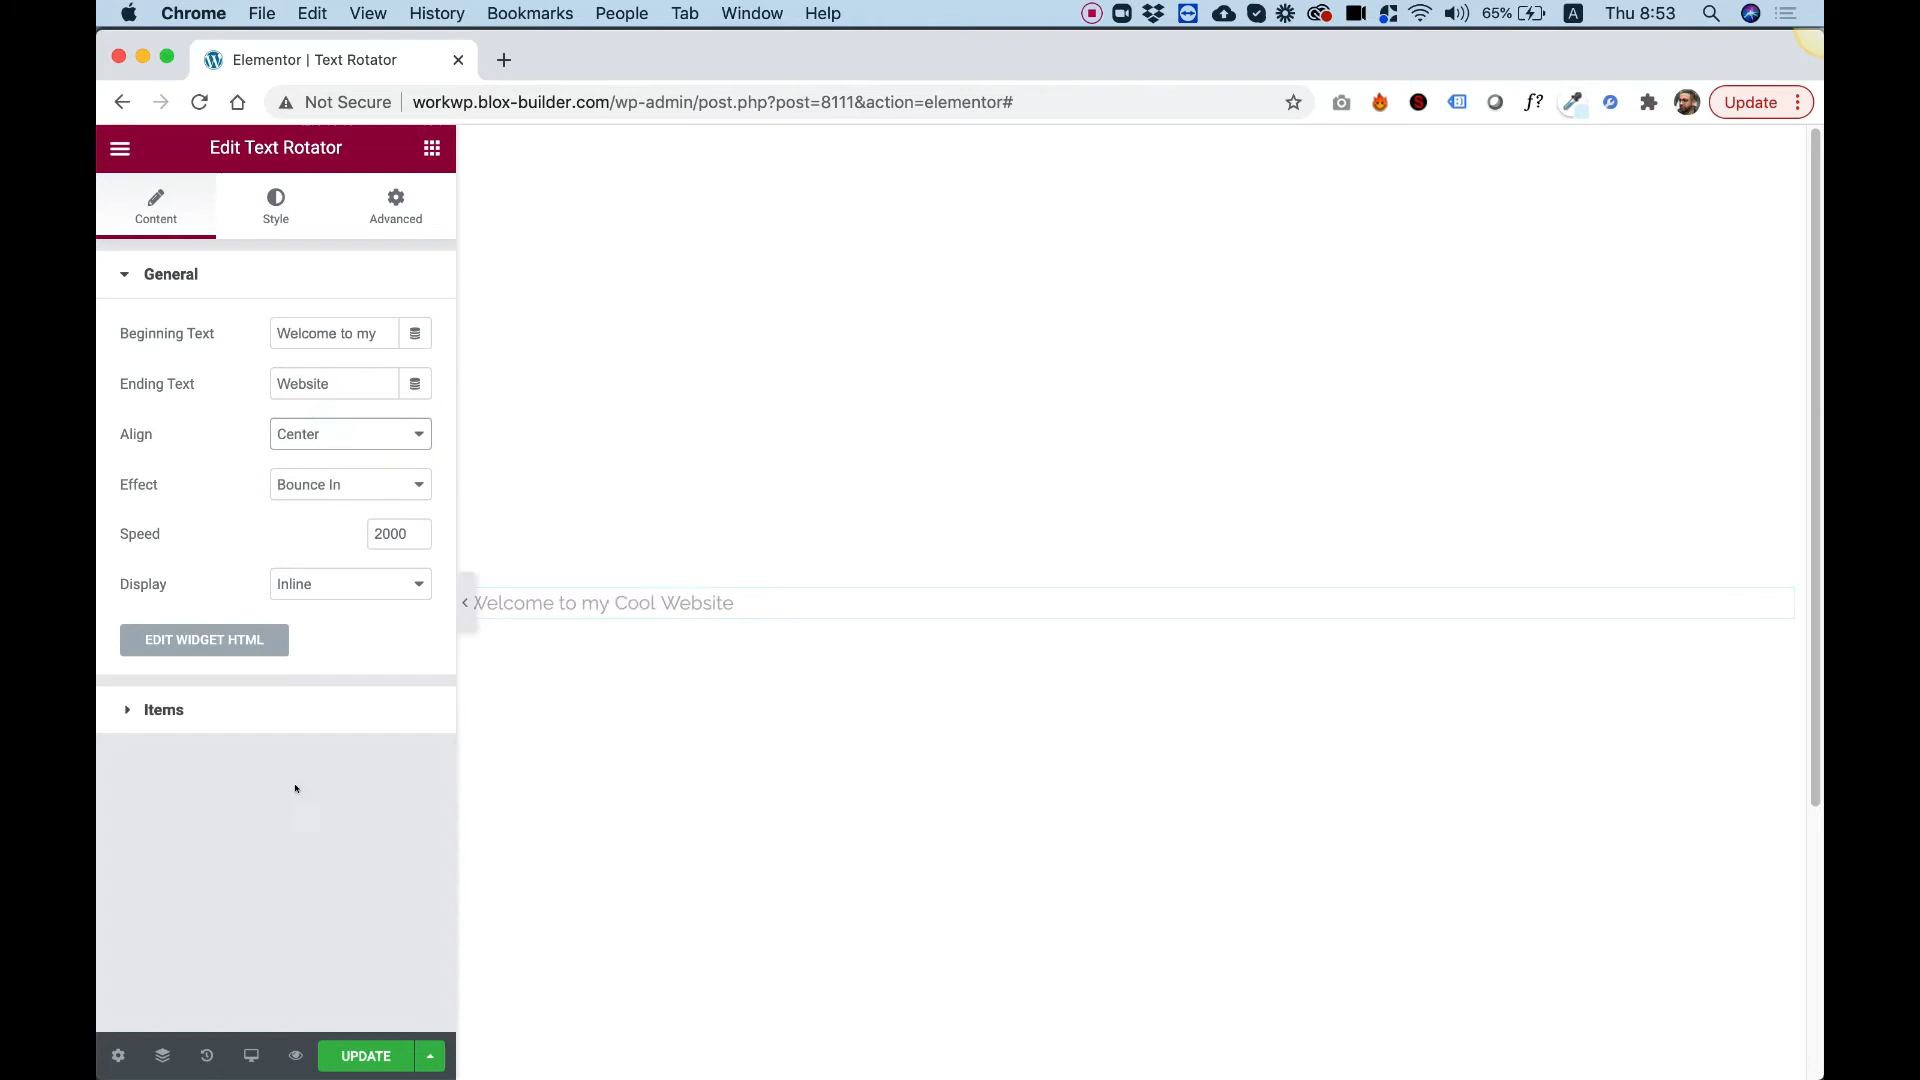 Chrome File Edit View History Bookmarks People Tab Window Help 65% A Thu 8:53
Elementor | Text Rotator
Not Secure workwp.blox-builder.com/wp-admin/post.php?post=8111&action=elementor# S f? Update
Edit Text Rotator
Content Style Advanced
General
Beginning Text Welcome to my
Ending Text Website
Align Center
Effect Bounce In
Speed 2000
Display Inline
Welcome to my Cool Website
EDIT WIDGET HTML
Items
UPDATE